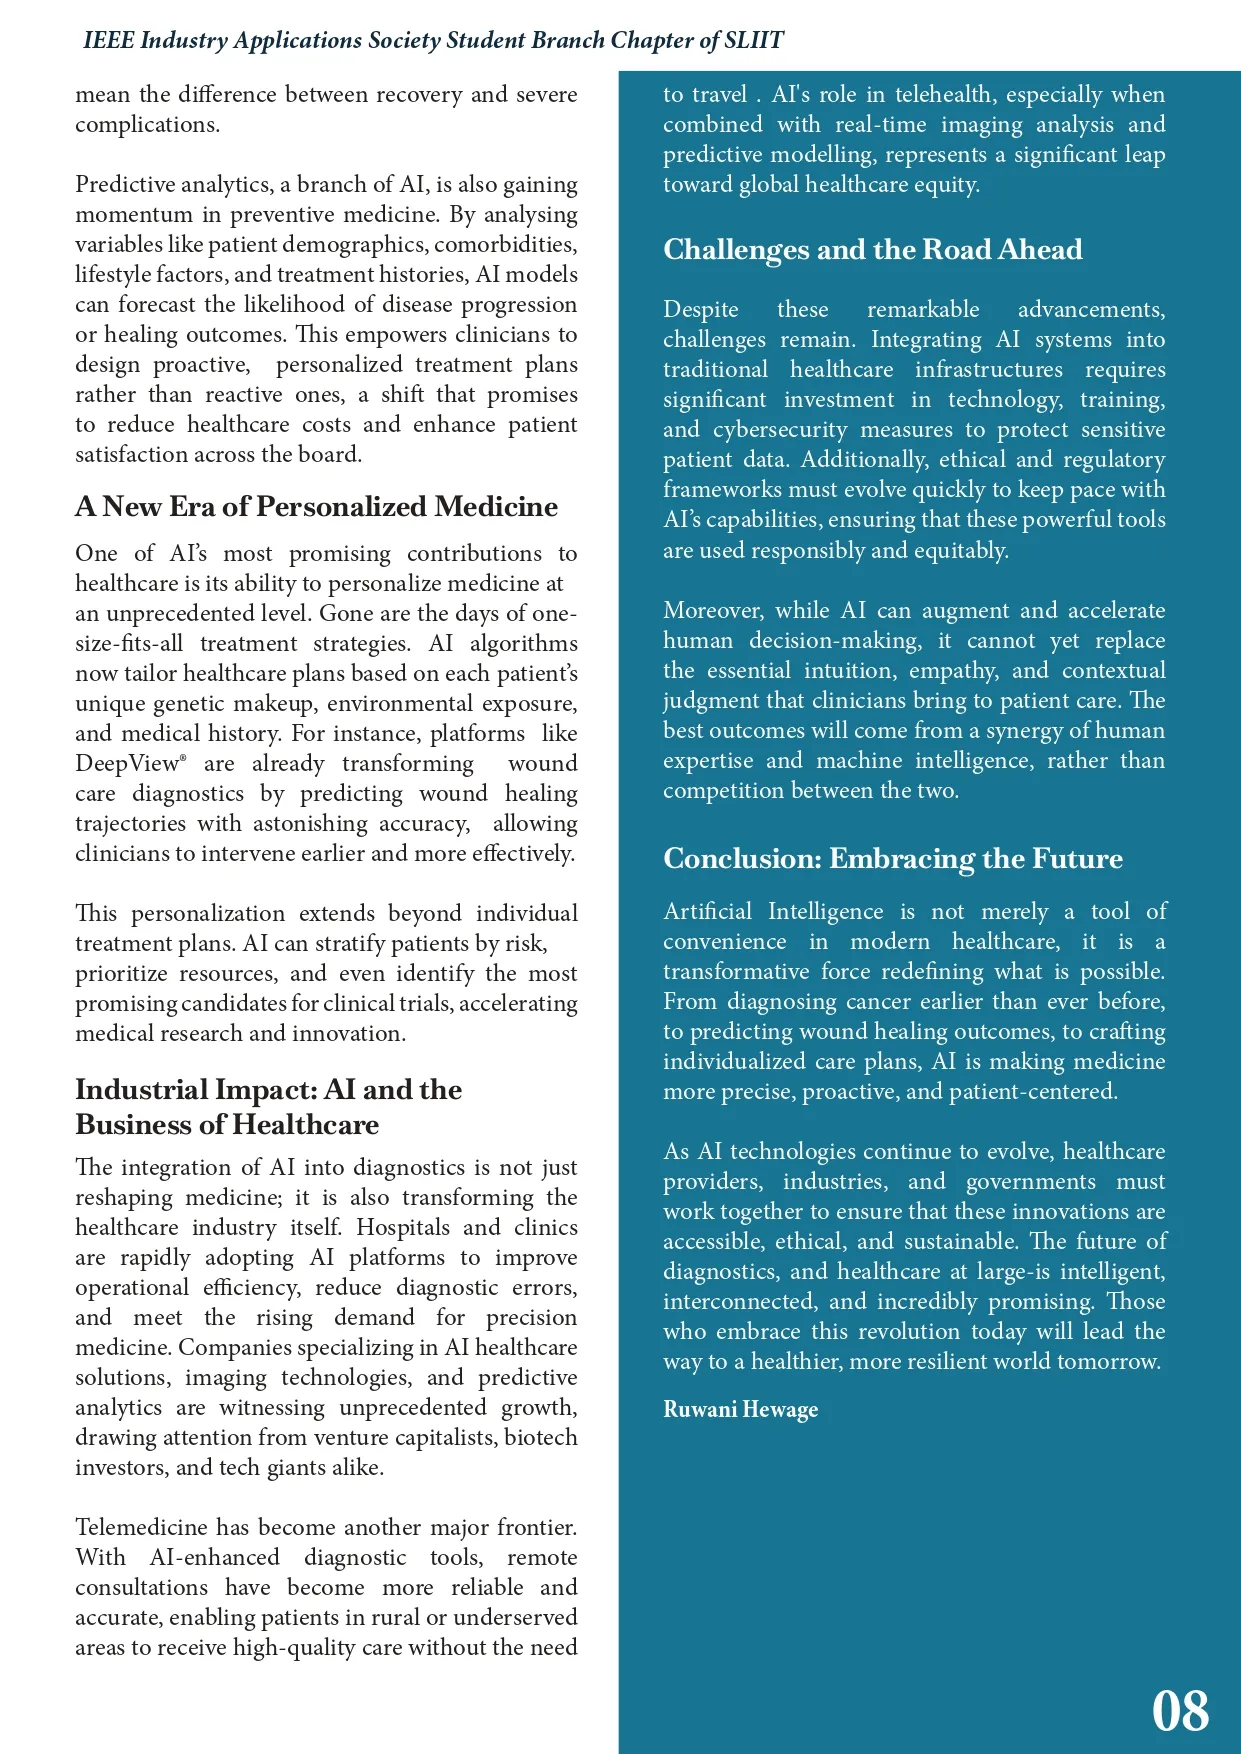 IEEE Industry Applications Society Student Branch Chapter of SLIIT
mean the difference between recovery and severe
complications.
Predictive analytics, a branch of AI, is also gaining
momentum in preventive medicine. By analysing
variables like patient demographics, comorbidities,
lifestyle factors, and treatment histories, AI models
can forecast the likelihood of disease progression
or healing outcomes. This empowers clinicians to
design proactive, personalized treatment plans
rather than reactive ones, a shift that promises
to reduce healthcare costs and enhance patient
satisfaction across the board.
A New Era of Personalized Medicine
One of AI’s most promising contributions to
healthcare is its ability to personalize medicine at
an unprecedented level. Gone are the days of one-
size-fits-all treatment strategies. AI algorithms
now tailor healthcare plans based on each patient’s
unique genetic makeup, environmental exposure,
and medical history. For instance, platforms like
DeepView® are already transforming wound
care diagnostics by predicting wound healing
trajectories with astonishing accuracy, allowing
clinicians to intervene earlier and more effectively.
This personalization extends beyond individual
treatment plans. AI can stratify patients by risk,
prioritize resources, and even identify the most
promising candidates for clinical trials, accelerating
medical research and innovation.
Industrial Impact: AI and the
Business of Healthcare
The integration of AI into diagnostics is not just
reshaping medicine; it is also transforming the
healthcare industry itself. Hospitals and clinics
are rapidly adopting AI platforms to improve
operational efficiency, reduce diagnostic errors,
and meet the rising demand for precision
medicine. Companies specializing in AI healthcare
solutions, imaging technologies, and predictive
analytics are witnessing unprecedented growth,
drawing attention from venture capitalists, biotech
investors, and tech giants alike.
Telemedicine has become another major frontier.
With AI-enhanced diagnostic tools, remote
consultations have become more reliable and
accurate, enabling patients in rural or underserved
areas to receive high-quality care without the need
to travel . AI's role in telehealth, especially when
combined with real-time imaging analysis and
predictive modelling, represents a significant leap
toward global healthcare equity.
Challenges and the Road Ahead
Despite these remarkable advancements,
challenges remain. Integrating AI systems into
traditional healthcare infrastructures requires
significant investment in technology, training,
and cybersecurity measures to protect sensitive
patient data. Additionally, ethical and regulatory
frameworks must evolve quickly to keep pace with
AI’s capabilities, ensuring that these powerful tools
are used responsibly and equitably.
Moreover, while AI can augment and accelerate
human decision-making, it cannot yet replace
the essential intuition, empathy, and contextual
judgment that clinicians bring to patient care. The
best outcomes will come from a synergy of human
expertise and machine intelligence, rather than
competition between the two.
Conclusion: Embracing the Future
Artificial Intelligence is not merely a tool of
convenience in modern healthcare, it is a
transformative force redefining what is possible.
From diagnosing cancer earlier than ever before,
to predicting wound healing outcomes, to crafting
individualized care plans, AI is making medicine
more precise, proactive, and patient-centered.
As AI technologies continue to evolve, healthcare
providers, industries, and governments must
work together to ensure that these innovations are
accessible, ethical, and sustainable. The future of
diagnostics, and healthcare at large-is intelligent,
interconnected, and incredibly promising. Those
who embrace this revolution today will lead the
way to a healthier, more resilient world tomorrow.
Ruwani Hewage
08